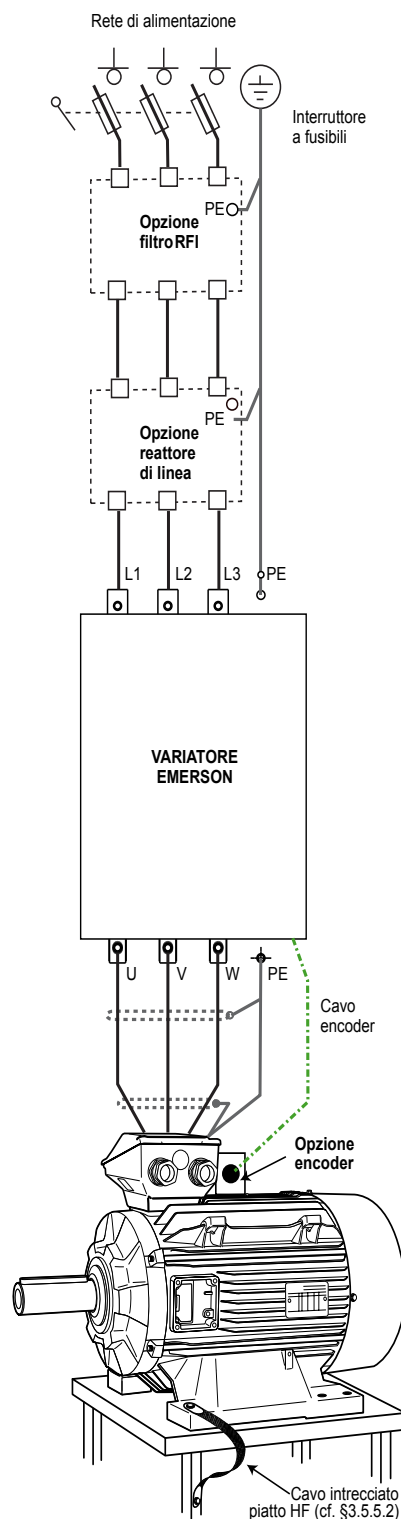 Rete di alimentazione
Interruttore
a fusibili
PE
Opzione
filtro RFI
PE
Opzione
reattore
di linea
L1 L2 L3 PE
VARIATORE
EMERSON
U V W PE
Cavo
encoder
Opzione
encoder
Cavo intrecciato
piatto HF (cf. §3.5.5.2)